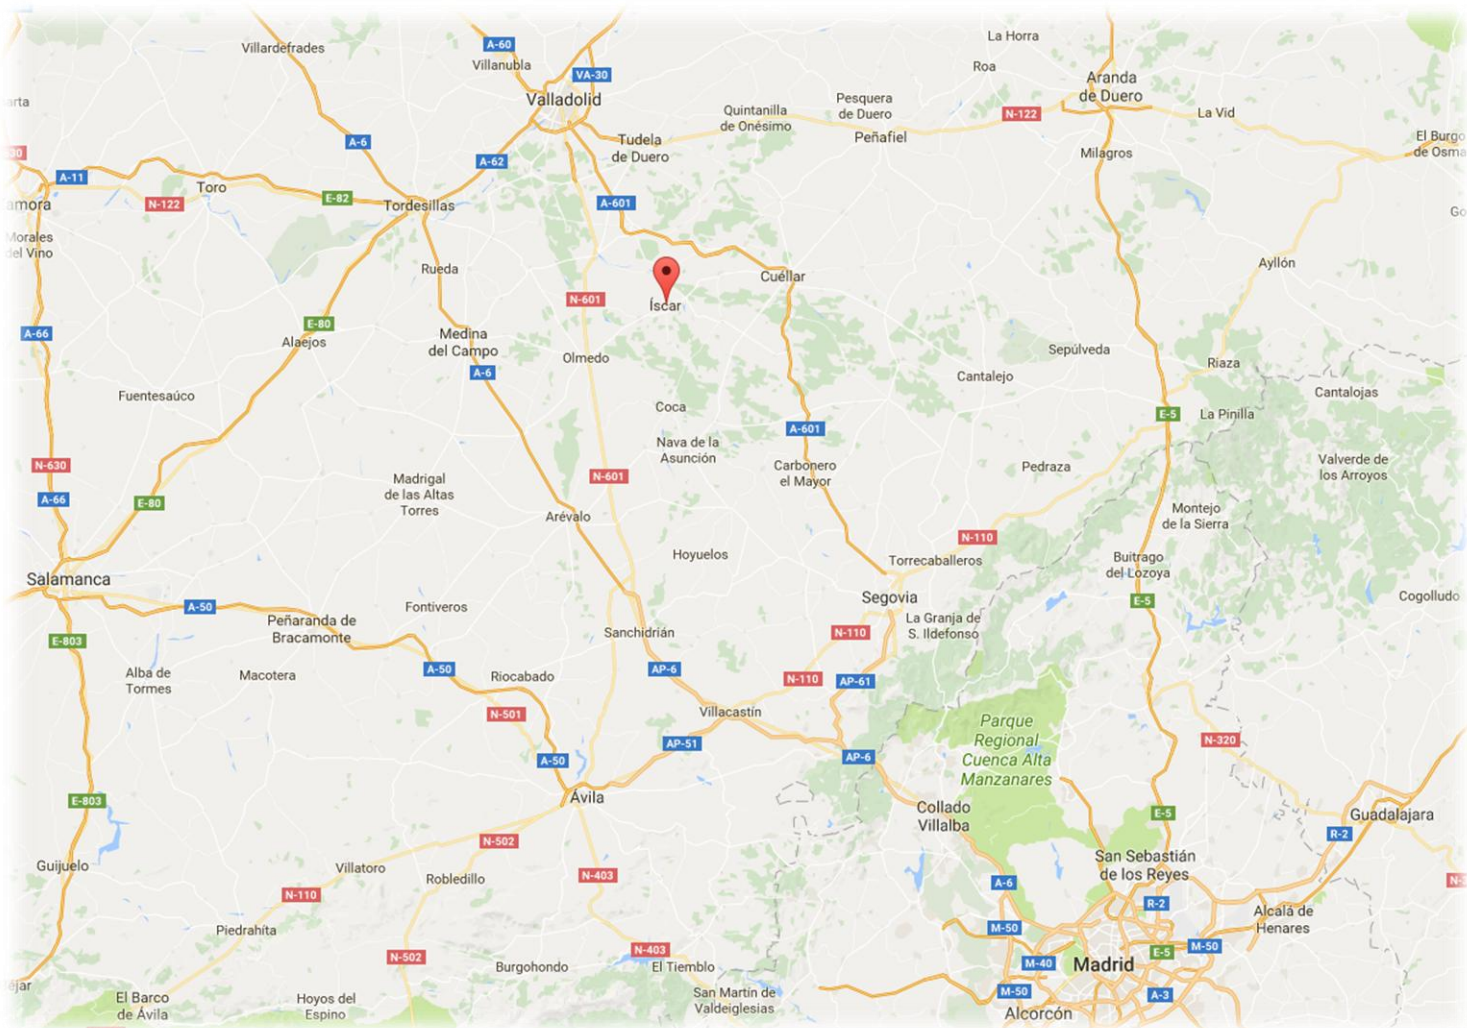 La Horra
Villardefrades
A-60
Villanubla
Roa
VA-30
Aranda
de Duero
Valladolid
Pesquera
de Duero
Quintanilla
de Onésimo
N-122
La Vid
Peñafiel
Tudela
de Duero
A-6
El Burgo
de Osma
Milagros
A-62
A-11
Toro
E-82
N-122
Tordesillas
A-601
Morales
del Vino
Rueda
Ayllón
Cuéllar
N-601
Íscar
E-80
A-66
Alaejos
Medina
del Campo
Olmedo
Sepúlveda
Riaza
A-6
Cantalejo
Fuentesaúco
Cantalojas
Coca
E-5
La Pinilla
A-601
Nava de la
Asunción
N-630
Carbonero
el Mayor
Pedraza
Valverde de
los Arroyos
N-601
Madrigal
de las Altas
Torres
A-66
E-80
Arévalo
Montejo
de la Sierra
N-110
Hoyuelos
Torrecaballeros
Buitrago
del Lozoya
Salamanca
Segovia
Cogolludo
A-50
Fontiveros
E-5
Peñaranda de
Bracamonte
La Granja de
S. Ildefonso
Sanchidrián
N-110
E-803
Alba de
Tormes
Macotera
A-50
Riocabado
AP-6
N-110
AP-61
N-501
Villacastín
Parque
Regional
Cuenca Alta
Manzanares
AP-51
N-320
A-50
AP-6
Ávila
E-803
Collado
Villalba
E-5
Guadalajara
R-2
N-502
Guijuelo
Villatoro
Robledillo
N-403
San Sebastián
de los Reyes
A-6
N-110
R-2
Alcalá de
Henares
Piedrahíta
M-50
N-403
E-5
M-50
N-502
Burgohondo
El Tiemblo
M-40
Madrid
El Barco
de Ávila
Hoyos del
Espino
San Martín de
Valdeiglesias
M-50
A-3
Alcorcón